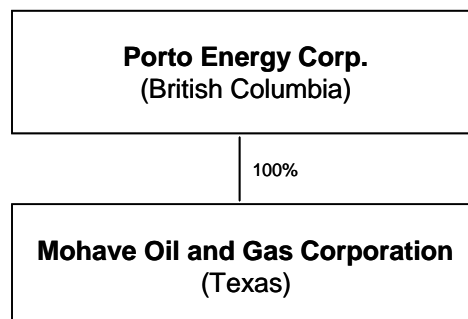 Porto Energy Corp.
(British Columbia)
100%
Mohave Oil and Gas Corporation
(Texas)